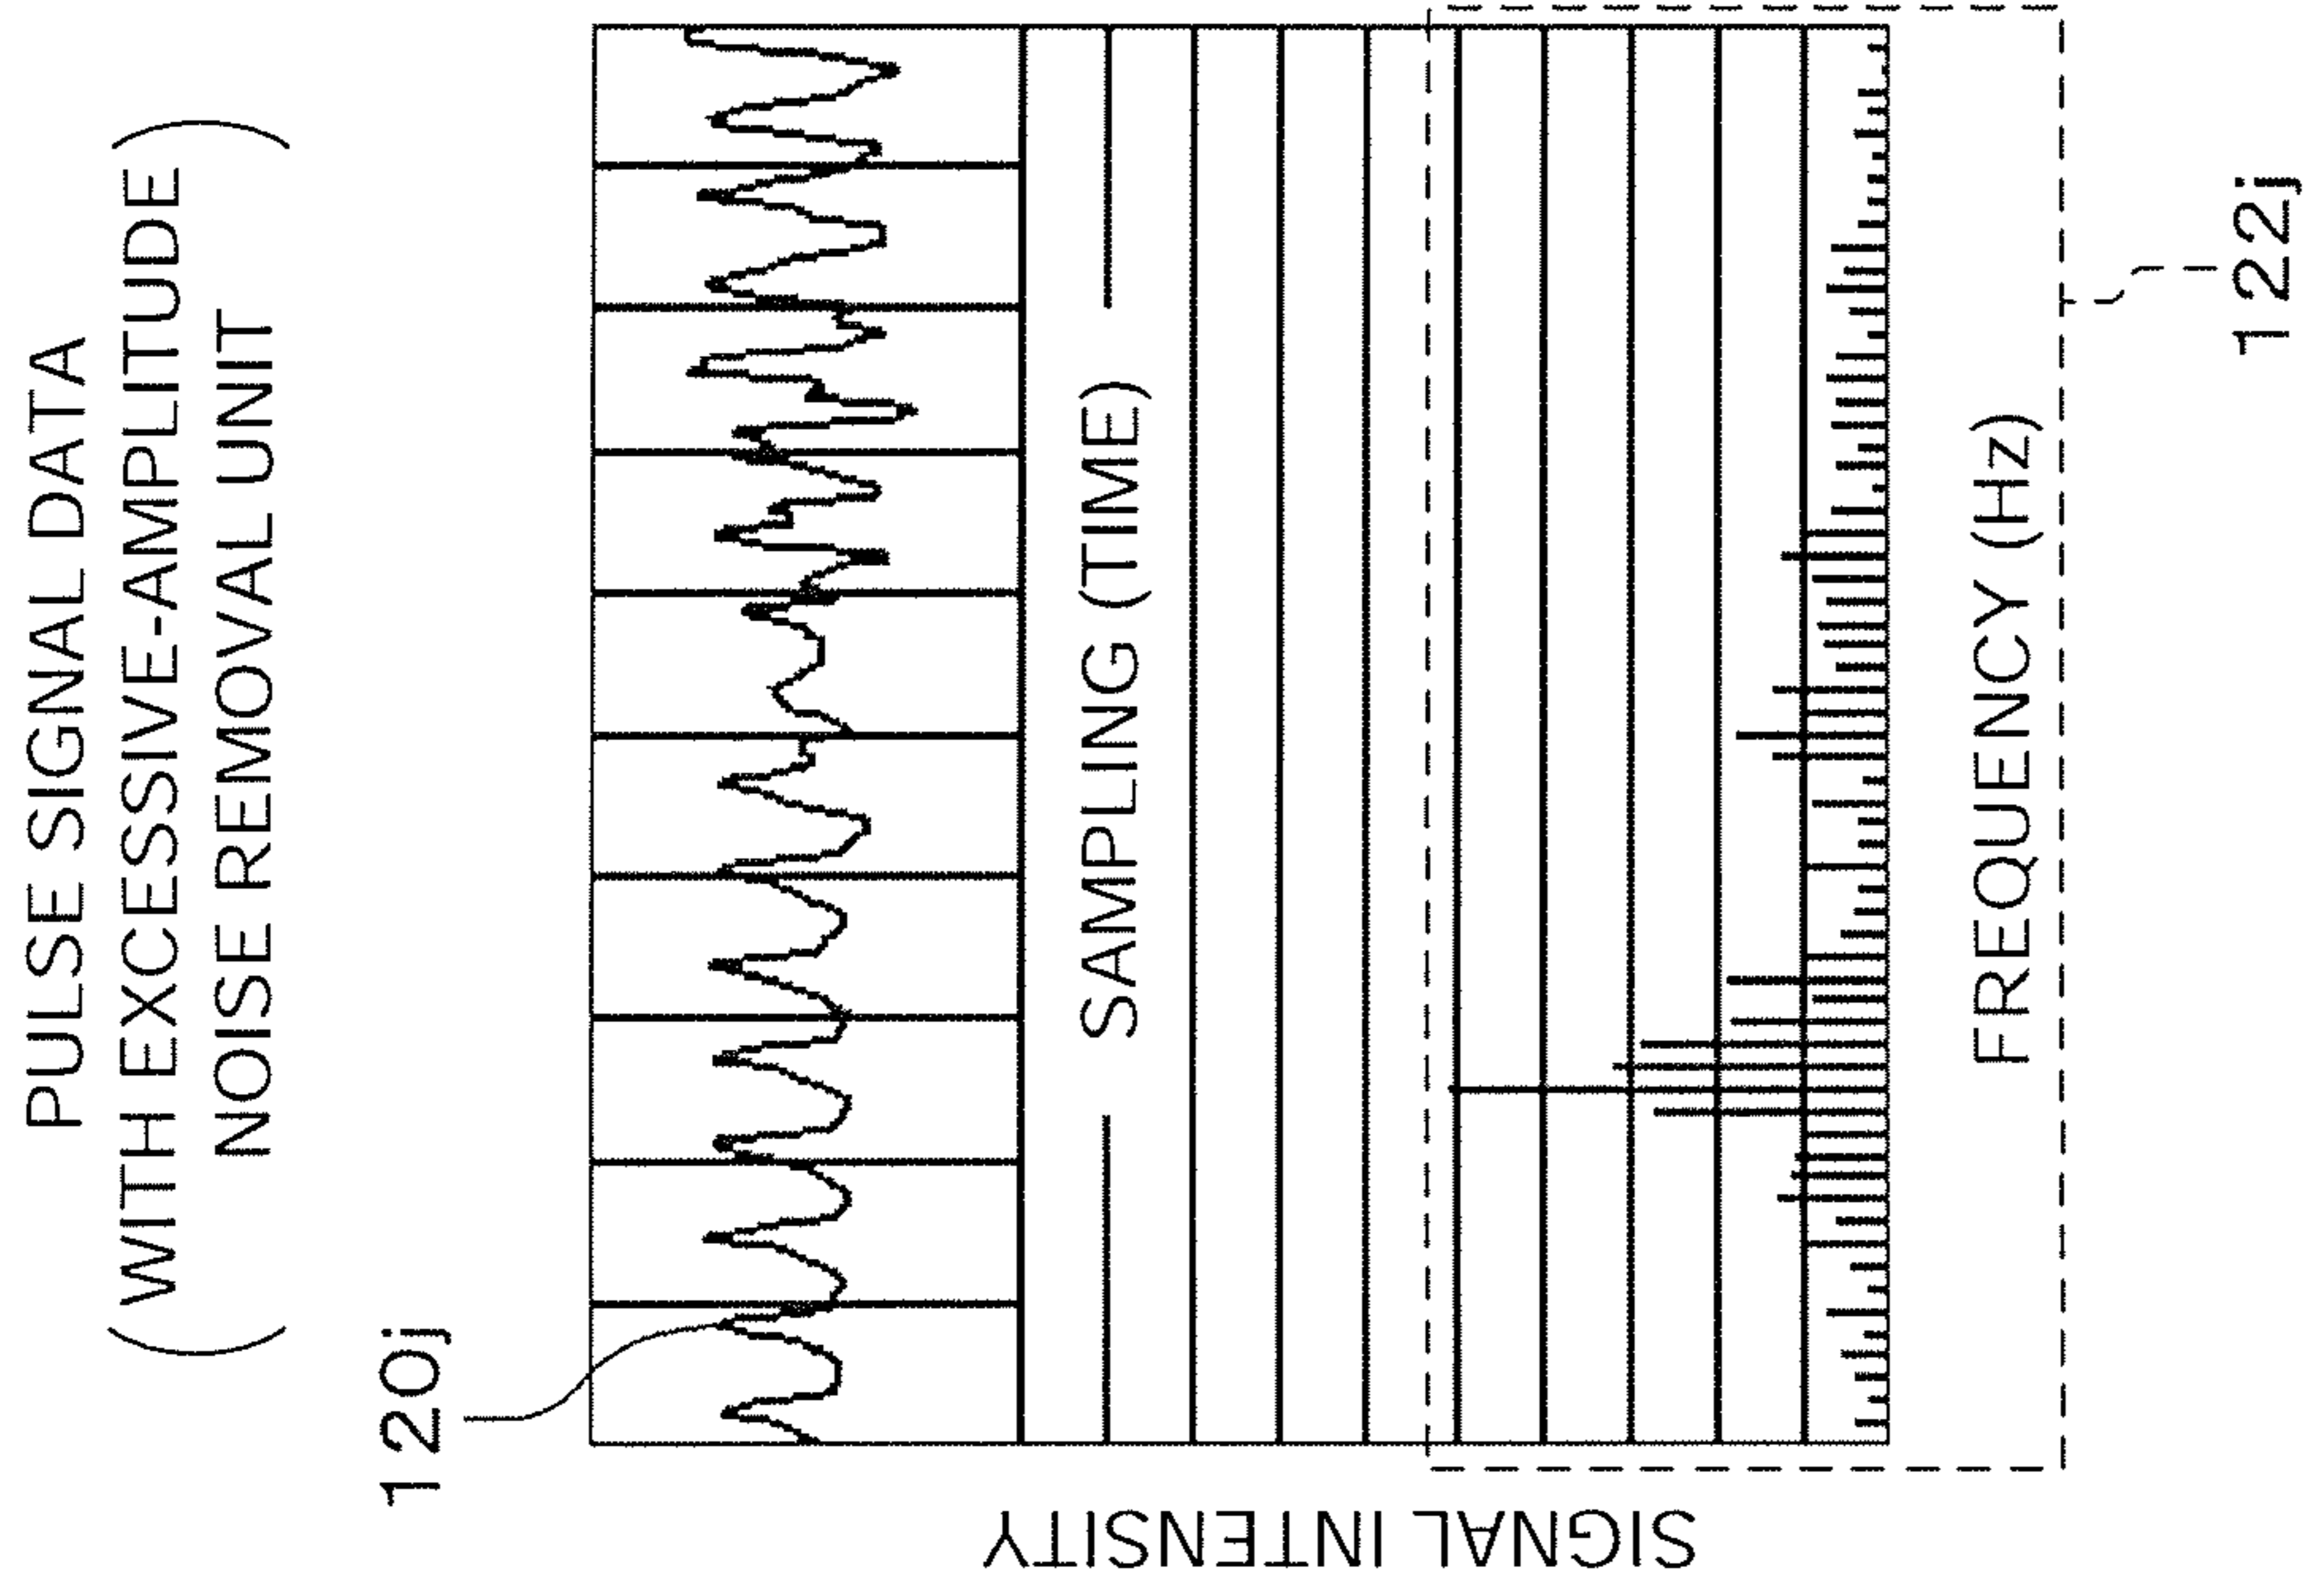 PULSE SIGNAL DATA
(WITH EXCESSIVE-AMPLITUDE
NOISE REMOVAL UNIT)
120j
SIGNAL INTENSITY
SAMPLING (TIME)
FREQUENCY (Hz)
122j